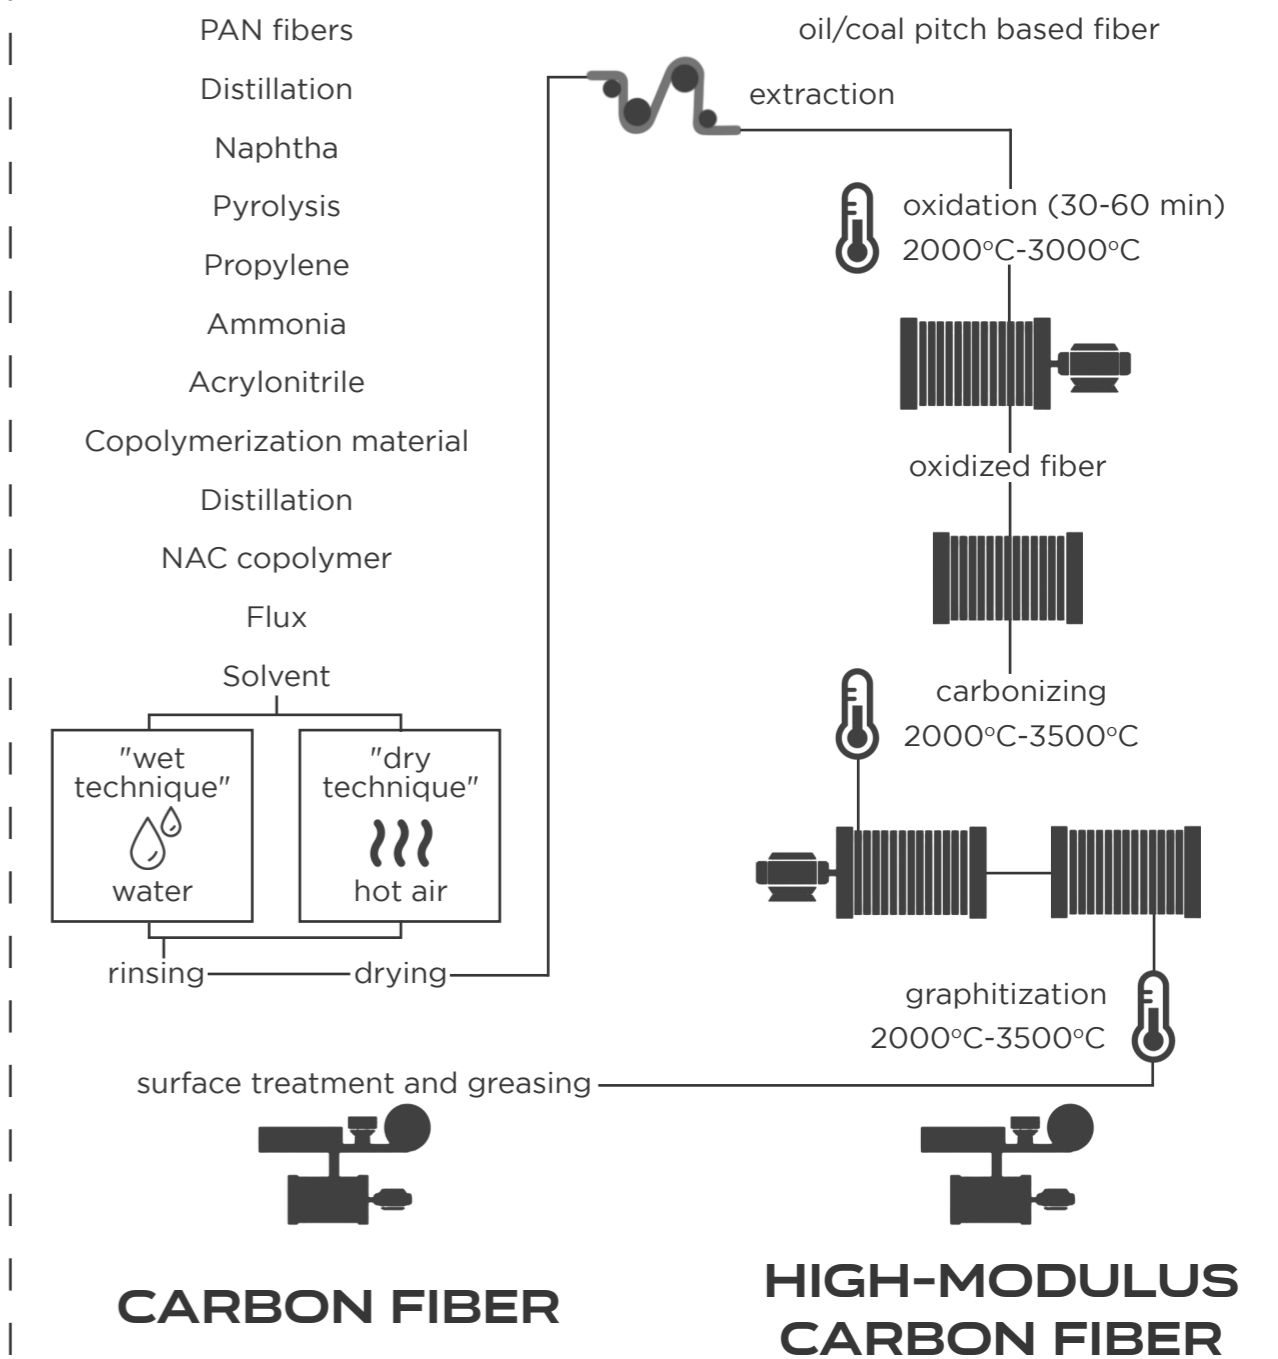 PAN fibers
Distillation
Naphtha
Pyrolysis
Propylene
Ammonia
Acrylonitrile
Copolymerization material
Distillation
NAC copolymer
Flux
Solvent
"wet
technique"
water
"dry
technique"
hot air
rinsing
drying
oil/coal pitch based fiber
extraction
oxidation (30-60 min)
2000°C-3000°C
oxidized fiber
carbonizing
2000°C-3500°C
graphitization
2000°C-3500°C
surface treatment and greasing
CARBON FIBER
HIGH-MODULUS
CARBON FIBER